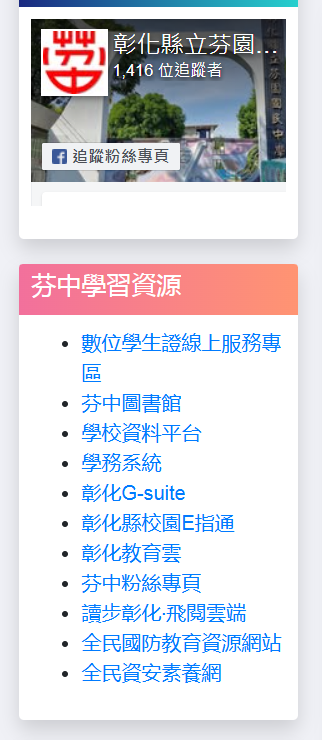 彰化縣立芬園...
1,416 位追蹤者
追蹤粉絲專頁
芬中學習資源
數位學生證線上服務專
區
芬中圖書館
學校資料平台
學務系統
彰化G-suite
彰化縣校園E指通
彰化教育雲
芬中粉絲專頁
讀步彰化·飛閱雲端
全民國防教育資源網站
全民資安素養網